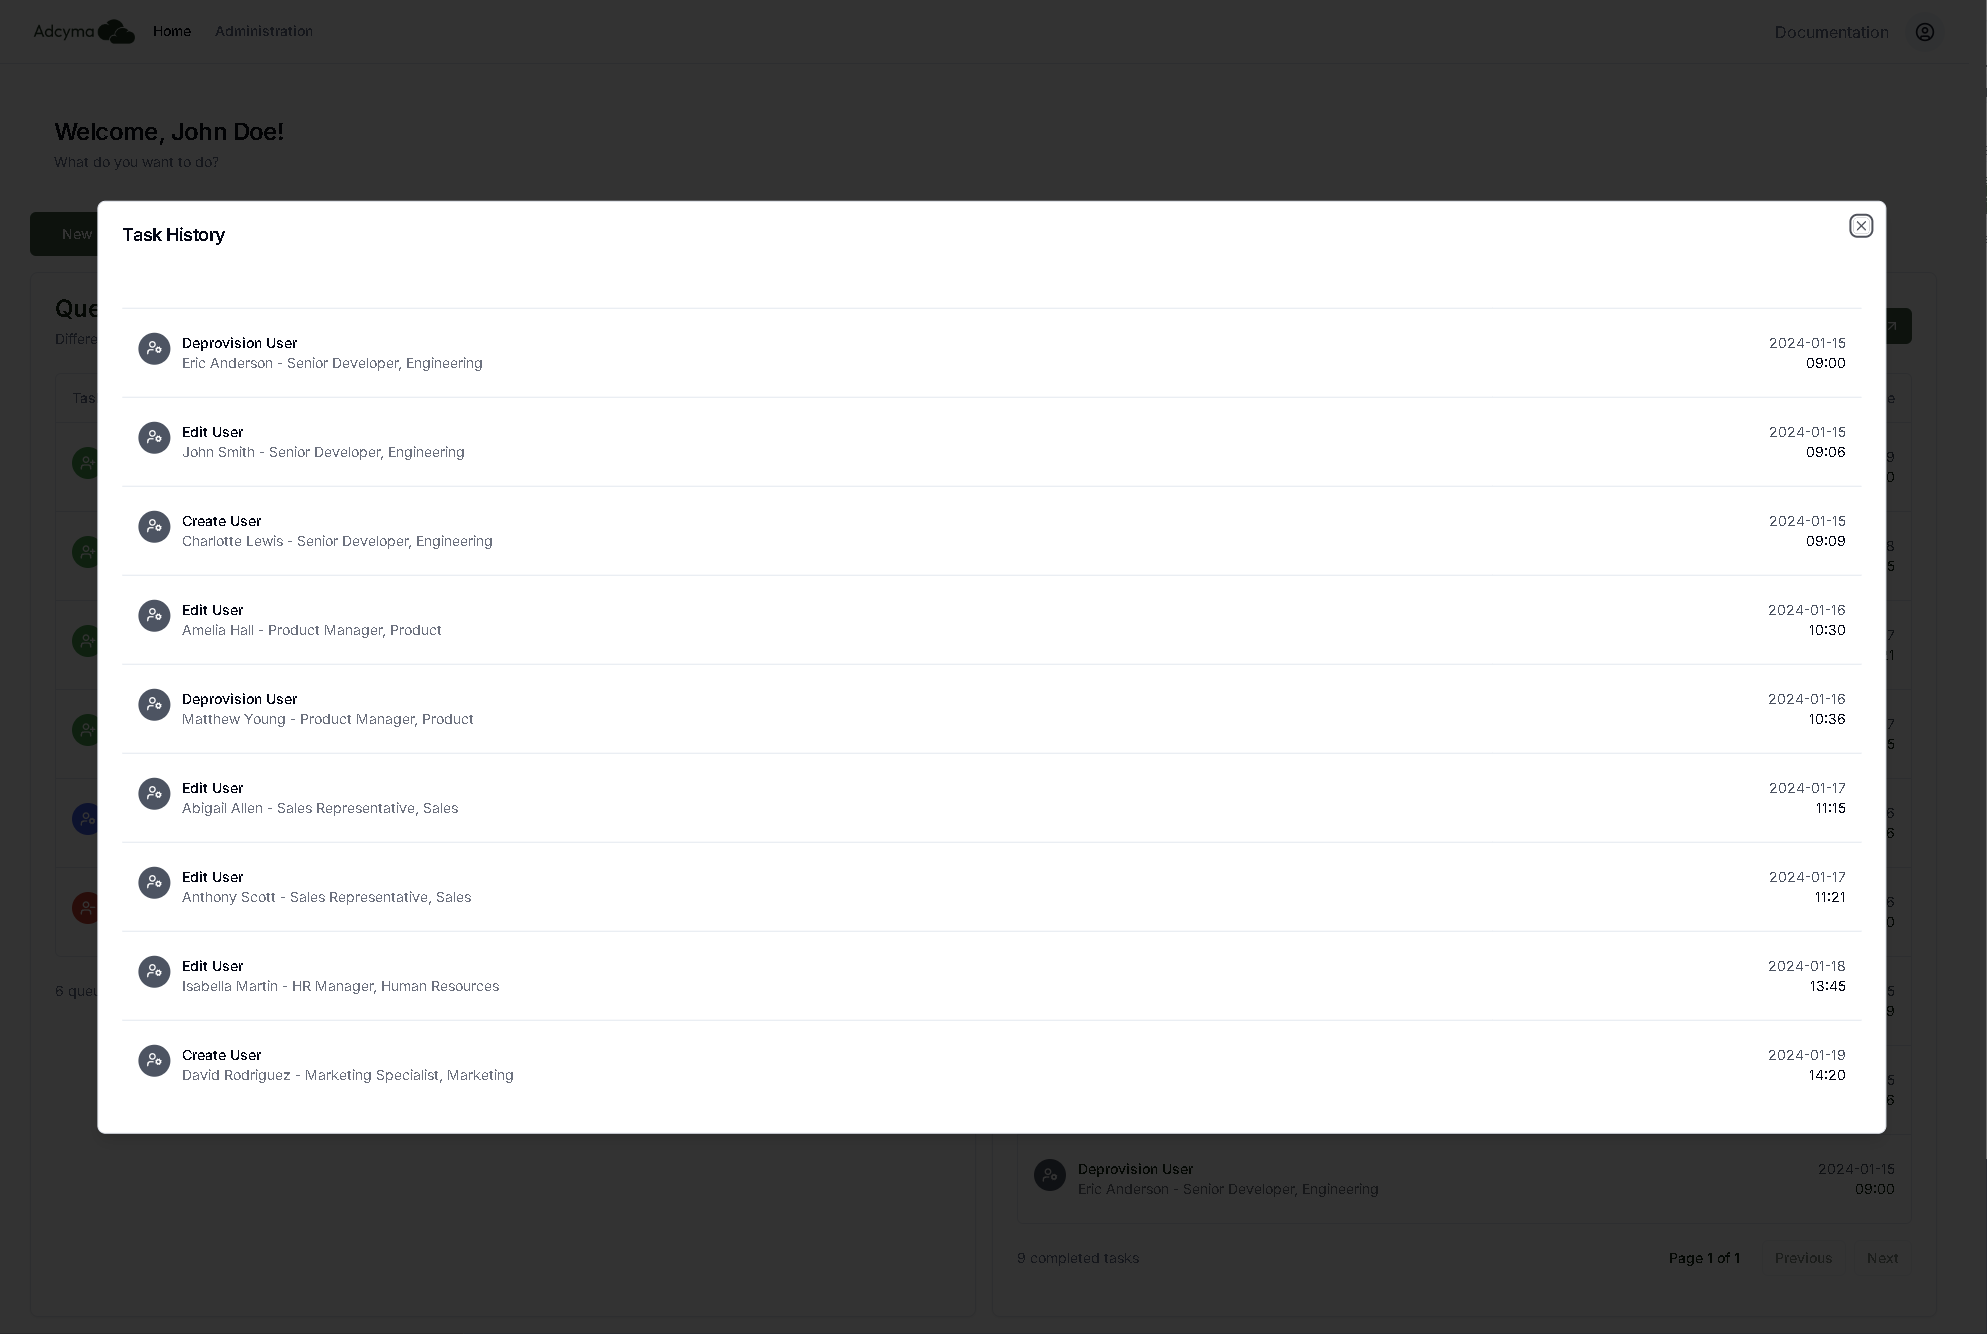 Adcyma Home Administration Documentation
Welcome, John Doe!
What do you want to do?
New
Task History
Deprovision User 2024-01-15
Eric Anderson - Senior Developer, Engineering 09:00
Edit User 2024-01-15
John Smith - Senior Developer, Engineering 09:06
Create User 2024-01-15
Charlotte Lewis - Senior Developer, Engineering 09:09
Edit User 2024-01-16
Amelia Hall - Product Manager, Product 10:30
Deprovision User 2024-01-16
Matthew Young - Product Manager, Product 10:36
Edit User 2024-01-17
Abigail Allen - Sales Representative, Sales 11:15
Edit User 2024-01-17
Anthony Scott - Sales Representative, Sales 11:21
Edit User 2024-01-18
Isabella Martin - HR Manager, Human Resources 13:45
Create User 2024-01-19
David Rodriguez - Marketing Specialist, Marketing 14:20
Deprovision User 2024-01-15
Eric Anderson - Senior Developer, Engineering 09:00
9 completed tasks Page 1 of 1 Previous Next